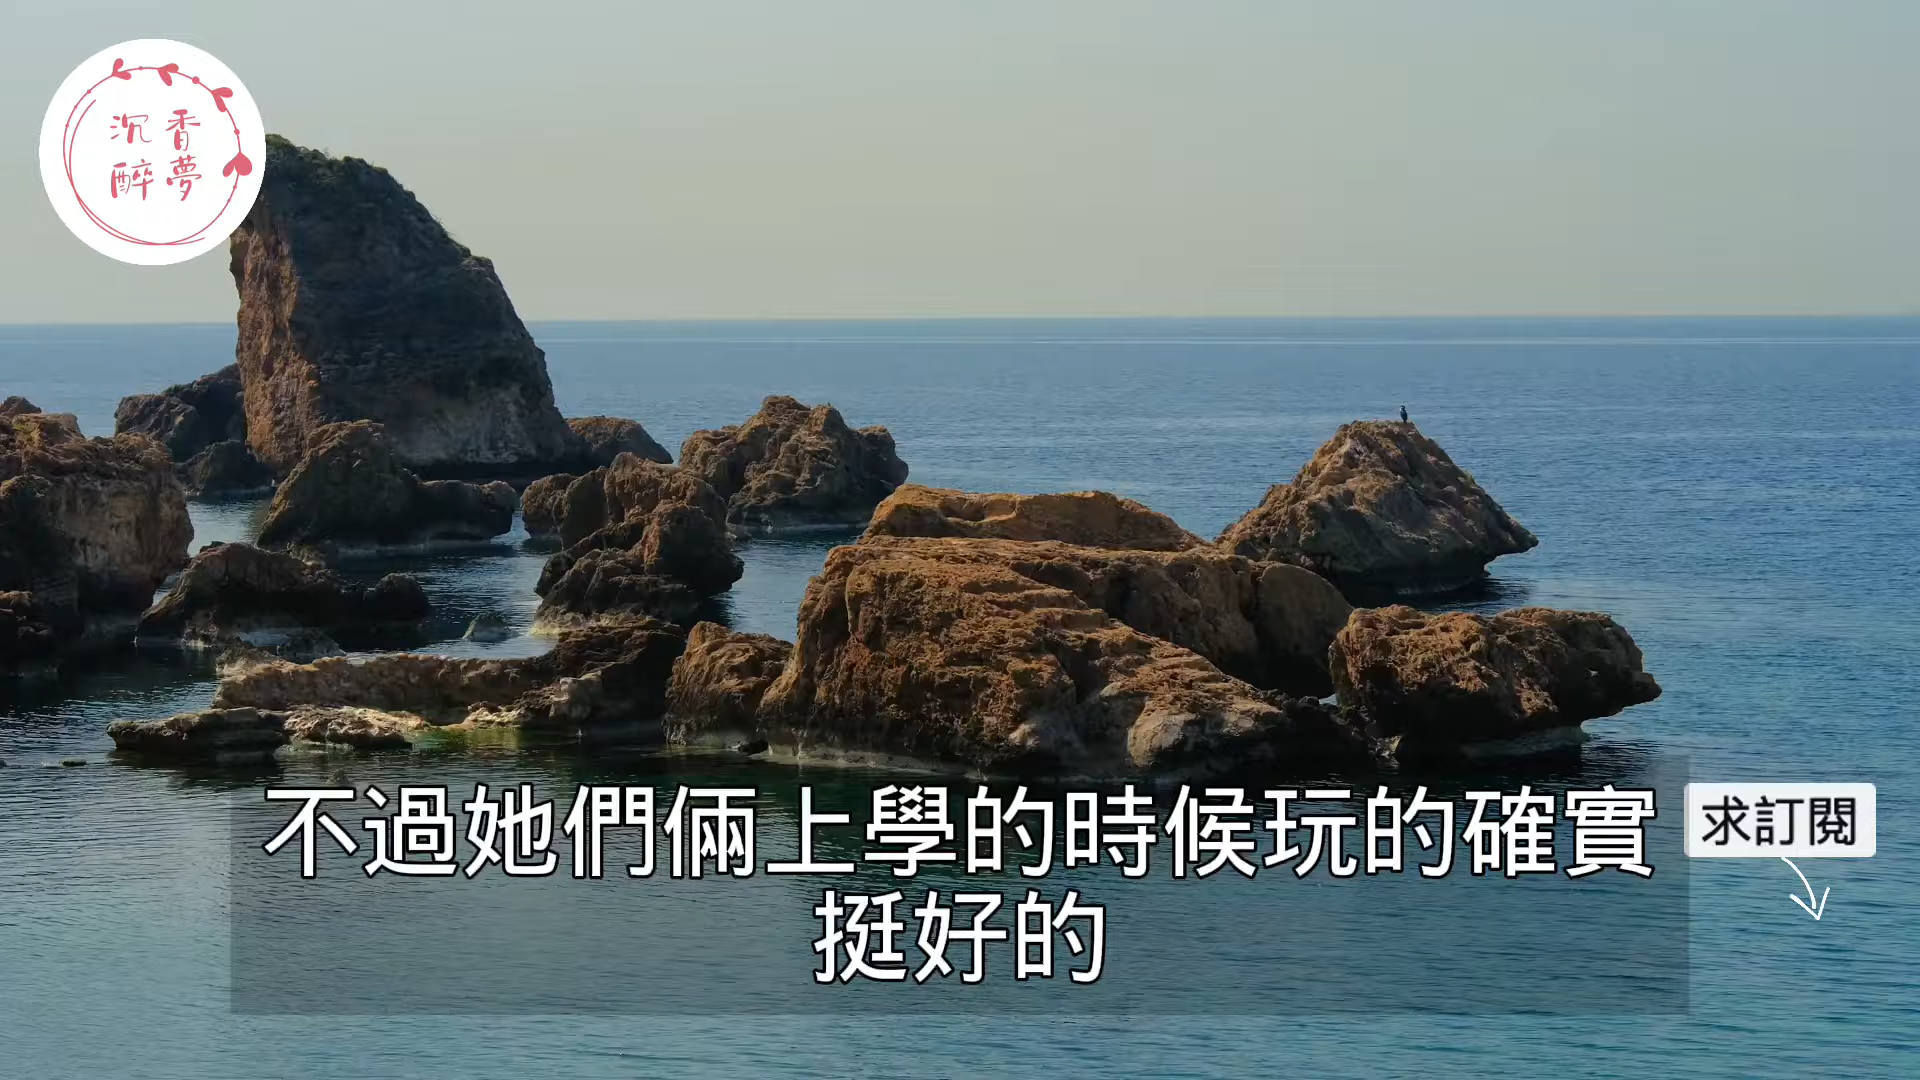 沉香
醉夢
不過她們倆上學的時候玩的確實
挺好的
求訂閱